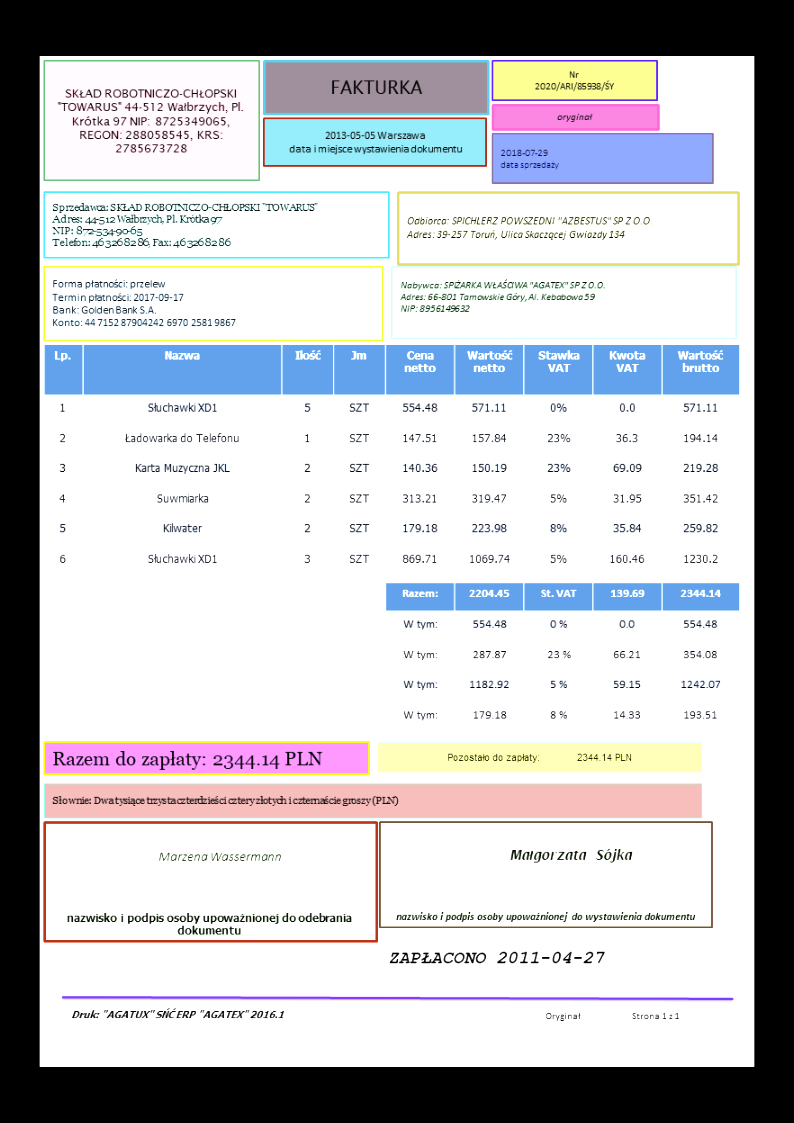 SKŁAD ROBOTNICZO-CHŁOPSKI
"TOWARUS" 44-512 Wałbrzych, Pl.
Krótka 97 NIP: 8725349065,
REGON: 288058545, KRS:
2785673728
FAKTURKA
2013-05-05 Warszawa
data i miejsce wystawienia dokumentu
Nr
2020/ARI/85938/ŚY
oryginał
2018-07-29
data sprzedaży
Sprzedawca: SKŁAD ROBOTNICZO-CHŁOPSKI "TOWARUS"
Adres: 44-512 Wałbrzych, Pl. Krótka 97
NIP: 872-534-90-65
Telefon: 463268286, Fax: 463268286
Odbiorca: SPICHLERZ POWSZEDNI "AZBESTUS" SP Z O.O
Adres: 39-257 Toruń, Ulica Skaczącej Gwiazdy 134
Forma płatności: przelew
Termin płatności: 2017-09-17
Bank: Golden Bank S.A.
Konto: 44 7152 87904242 6970 2581 9867
Nabywca: SPIŻARKA WŁAŚCIWA "AGATEX" SP Z O.O.
Adres: 66-801 Tarnowskie Góry, Al. Kebabowa 59
NIP: 8956149632
Lp. Nazwa Ilość Jm Cena netto Wartość netto Stawka VAT Kwota VAT Wartość brutto
1 Słuchawki XD1 5 SZT 554.48 571.11 0% 0.0 571.11
2 Ładowarka do Telefonu 1 SZT 147.51 157.84 23% 36.3 194.14
3 Karta Muzyczna JKL 2 SZT 140.36 150.19 23% 69.09 219.28
4 Suwmiarka 2 SZT 313.21 319.47 5% 31.95 351.42
5 Kilwater 2 SZT 179.18 223.98 8% 35.84 259.82
6 Słuchawki XD1 3 SZT 869.71 1069.74 5% 160.46 1230.2
Razem: 2204.45 St. VAT 139.69 2344.14
W tym: 554.48 0 % 0.0 554.48
W tym: 287.87 23 % 66.21 354.08
W tym: 1182.92 5 % 59.15 1242.07
W tym: 179.18 8 % 14.33 193.51
Razem do zapłaty: 2344.14 PLN
Pozostało do zapłaty: 2344.14 PLN
Słownie: Dwa tysiące trzysta czterdzieści cztery złotych i czternaście groszy (PLN)
Marzena Wassermann
nazwisko i podpis osoby upoważnionej do odebrania
dokumentu
Małgorzata Sójka
nazwisko i podpis osoby upoważnionej do wystawienia dokumentu
ZAPŁACONO 2011-04-27
Druk: "AGATUX" SŃĆ ERP "AGATEX" 2016.1
Oryginał Strona 1 z 1